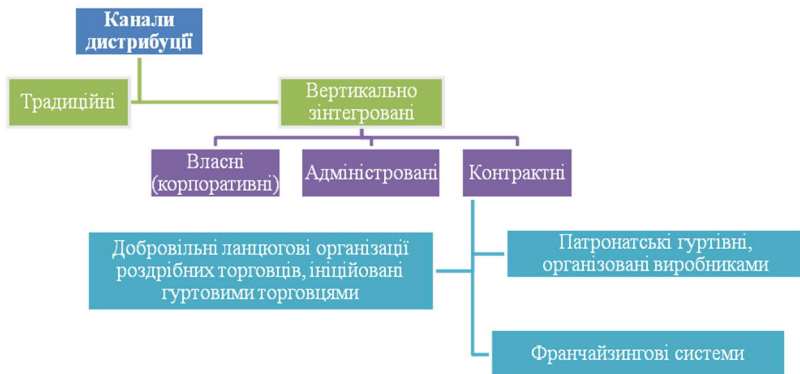 Канали
дистрибуції
Традиційні
Вертикально
зінтегровані
Власні
(корпоративні)
Адміністровані
Контрактні
Добровільні ланцюгові організації
роздрібних торговців, ініційовані
гуртовими торговцями
Патронатські гуртівні,
організовані виробниками
Франчайзингові системи